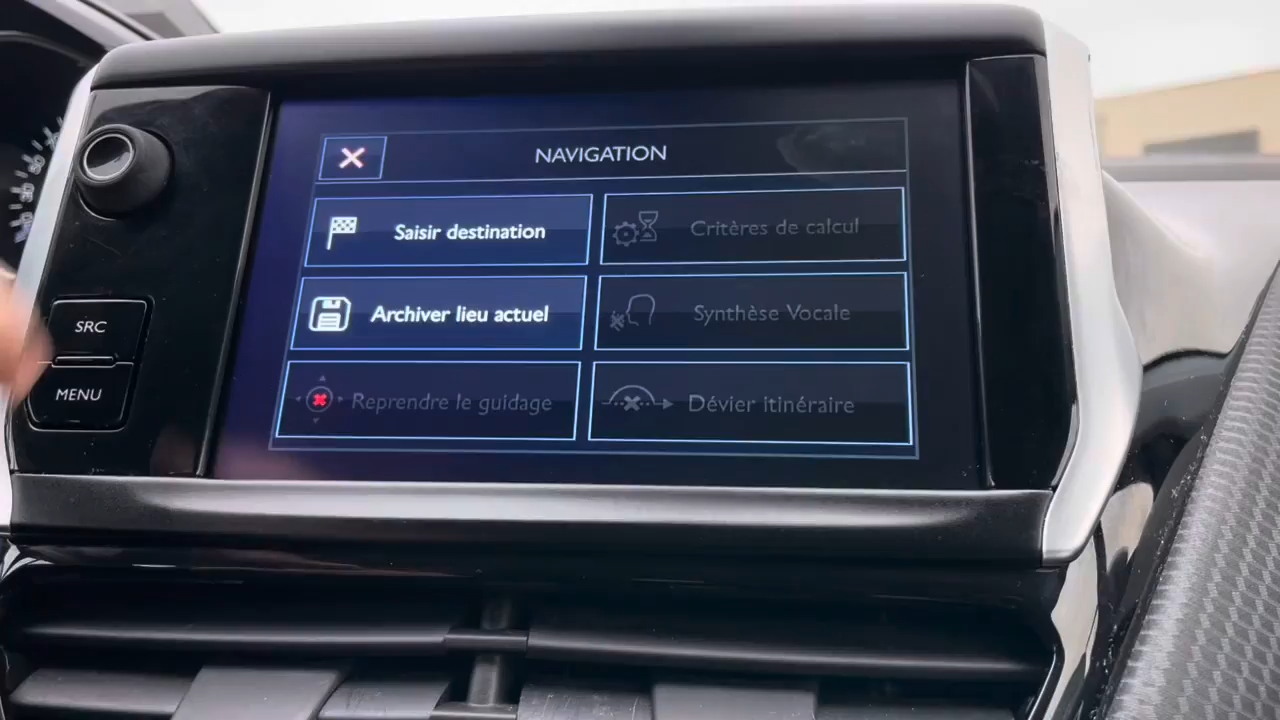 NAVIGATION
Saisir destination
Critères de calcul
Archiver lieu actuel
Synthèse Vocale
Reprendre le guidage
Dévier itinéraire
SRC
MENU